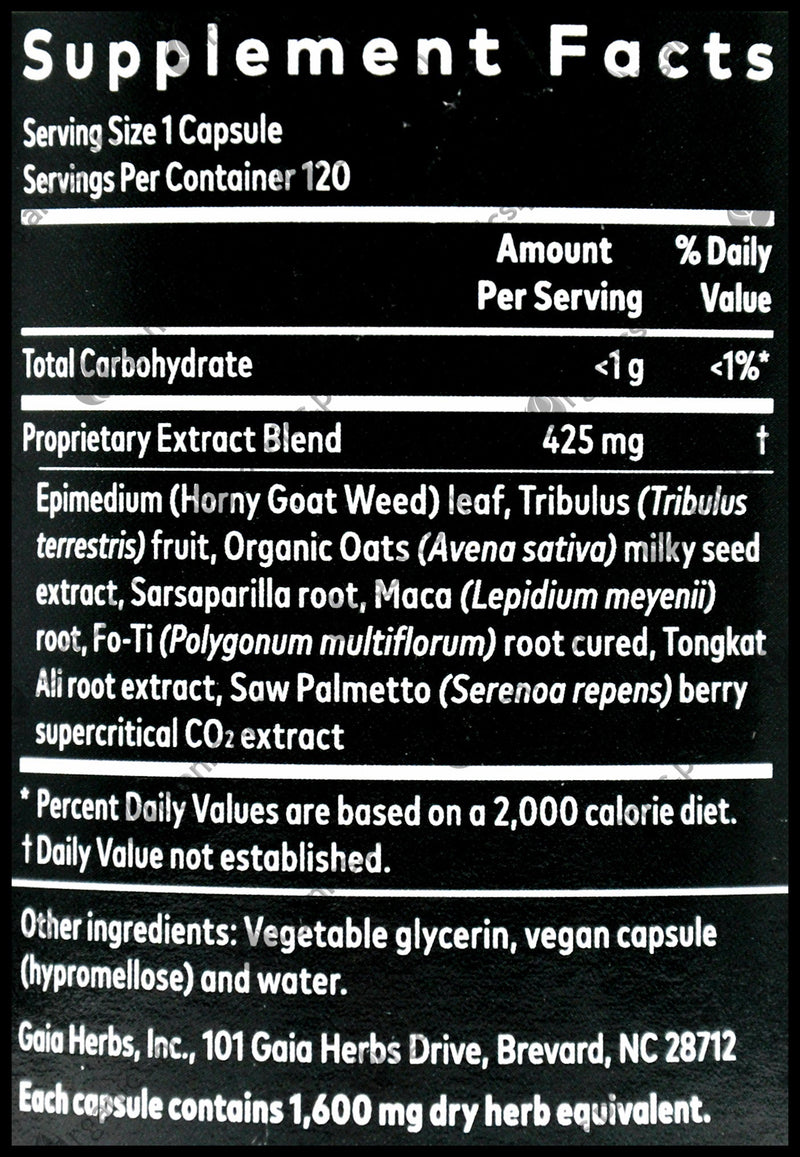 Supplement Facts
Serving Size 1 Capsule
Servings Per Container 120
Amount % Daily
Per Serving Value
Total Carbohydrate <1 g <1%*
Proprietary Extract Blend 425 mg †
Epimedium (Horny Goat Weed) leaf, Tribulus (Tribulus
terrestris) fruit, Organic Oats (Avena sativa) milky seed
extract, Sarsaparilla root, Maca (Lepidium meyenii)
root, Fo-Ti (Polygonum multiflorum) root cured, Tongkat
Ali root extract, Saw Palmetto (Serenoa repens) berry
supercritical CO₂ extract
* Percent Daily Values are based on a 2,000 calorie diet.
† Daily Value not established.
Other ingredients: Vegetable glycerin, vegan capsule
(hypromellose) and water.
Gaia Herbs, Inc., 101 Gaia Herbs Drive, Brevard, NC 28712
Each capsule contains 1,600 mg dry herb equivalent.